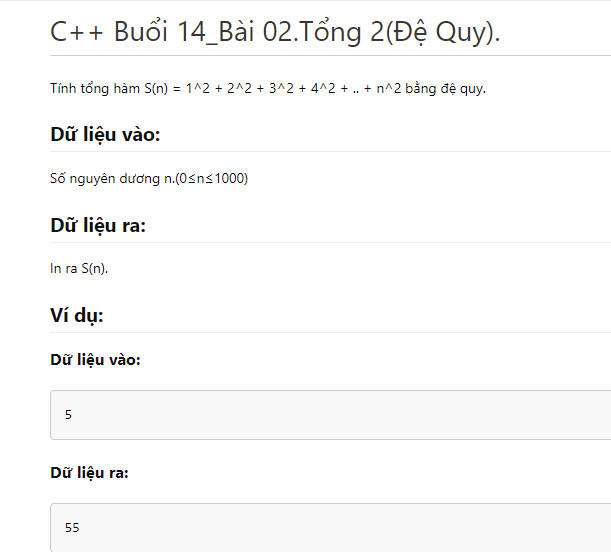 C++ Buổi 14_Bài 02.Tổng 2(Đệ Quy).
Tính tổng hàm S(n) = 1^2 + 2^2 + 3^2 + 4^2 + .. + n^2 bằng đệ quy.
Dữ liệu vào:
Số nguyên dương n.(0≤n≤1000)
Dữ liệu ra:
In ra S(n).
Ví dụ:
Dữ liệu vào:
5
Dữ liệu ra:
55